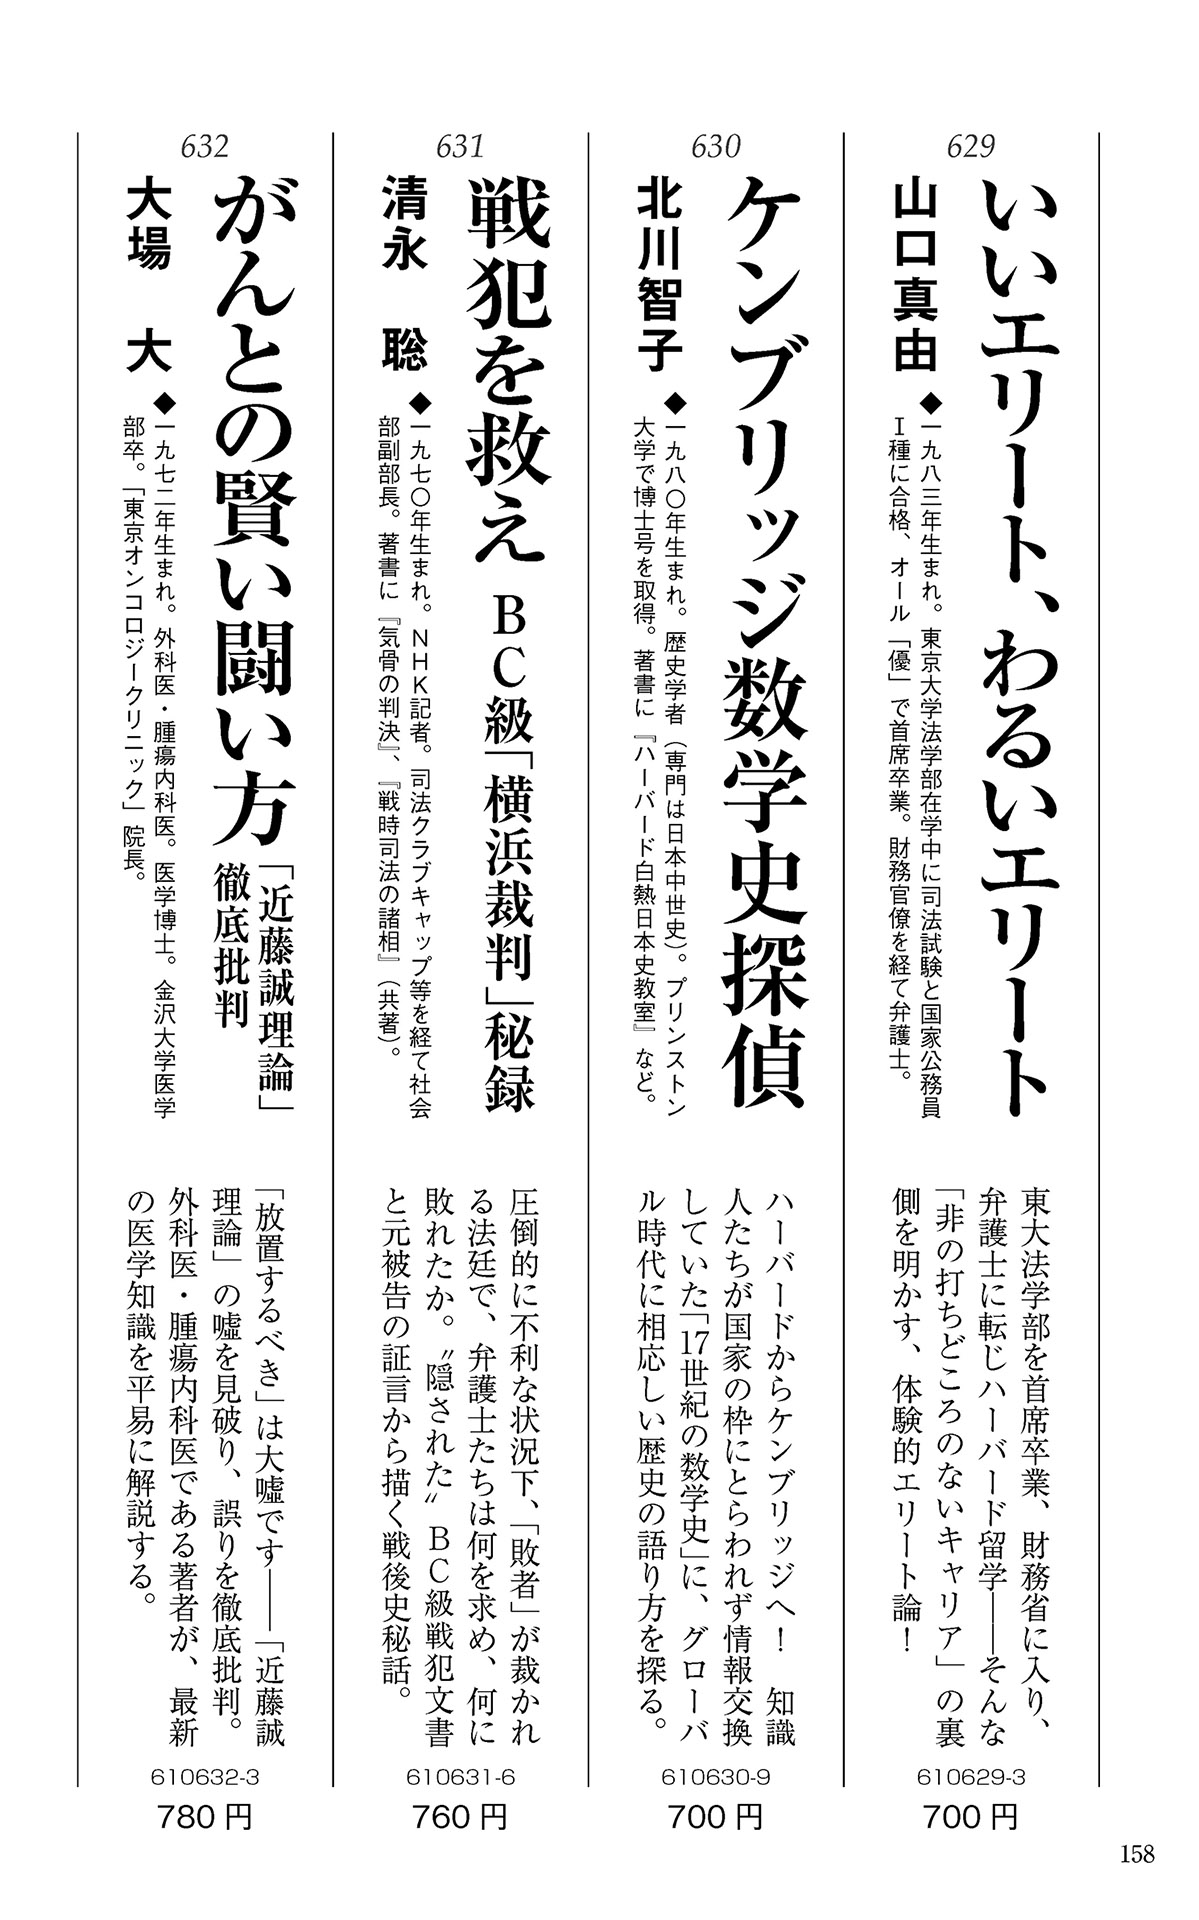 629
いいエリート、わるいエリート
山口真由
◆一九八三年生まれ。東京大学法学部在学中に司法試験と国家公務員
Ⅰ種に合格、オール「優」で首席卒業。財務官僚を経て弁護士。
東大法学部を首席卒業、財務省に入り、
弁護士に転じハーバード留学――そんな
「非の打ちどころのないキャリア」の裏
側を明かす、体験的エリート論！
610629-3
700円
630
ケンブリッジ数学史探偵
北川智子
◆一九八〇年生まれ。歴史学者（専門は日本中世史）。プリンストン
大学で博士号を取得。著書に『ハーバード白熱日本史教室』など。
ハーバードからケンブリッジへ！　知識
人たちが国家の枠にとらわれず情報交換
していた「17世紀の数学史」に、グローバ
ル時代に相応しい歴史の語り方を探る。
610630-9
700円
631
戦犯を救え　BC級「横浜裁判」秘録
清永　聡
◆一九七〇年生まれ。NHK記者。司法クラブキャップ等を経て社会
部副部長。著書に『気骨の判決』、『戦時司法の諸相』（共著）。
圧倒的に不利な状況下、「敗者」が裁かれ
る法廷で、弁護士たちは何を求め、何に
敗れたか。〝隠された〟BC級戦犯文書
と元被告の証言から描く戦後史秘話。
610631-6
760円
632
がんとの賢い闘い方
「近藤誠理論」
徹底批判
大場　大
◆一九七二年生まれ。外科医・腫瘍内科医。医学博士。金沢大学医学
部卒。「東京オンコロジークリニック」院長。
「放置するべき」は大嘘です――「近藤誠
理論」の嘘を見破り、誤りを徹底批判。
外科医・腫瘍内科医である著者が、最新
の医学知識を平易に解説する。
610632-3
780円
158